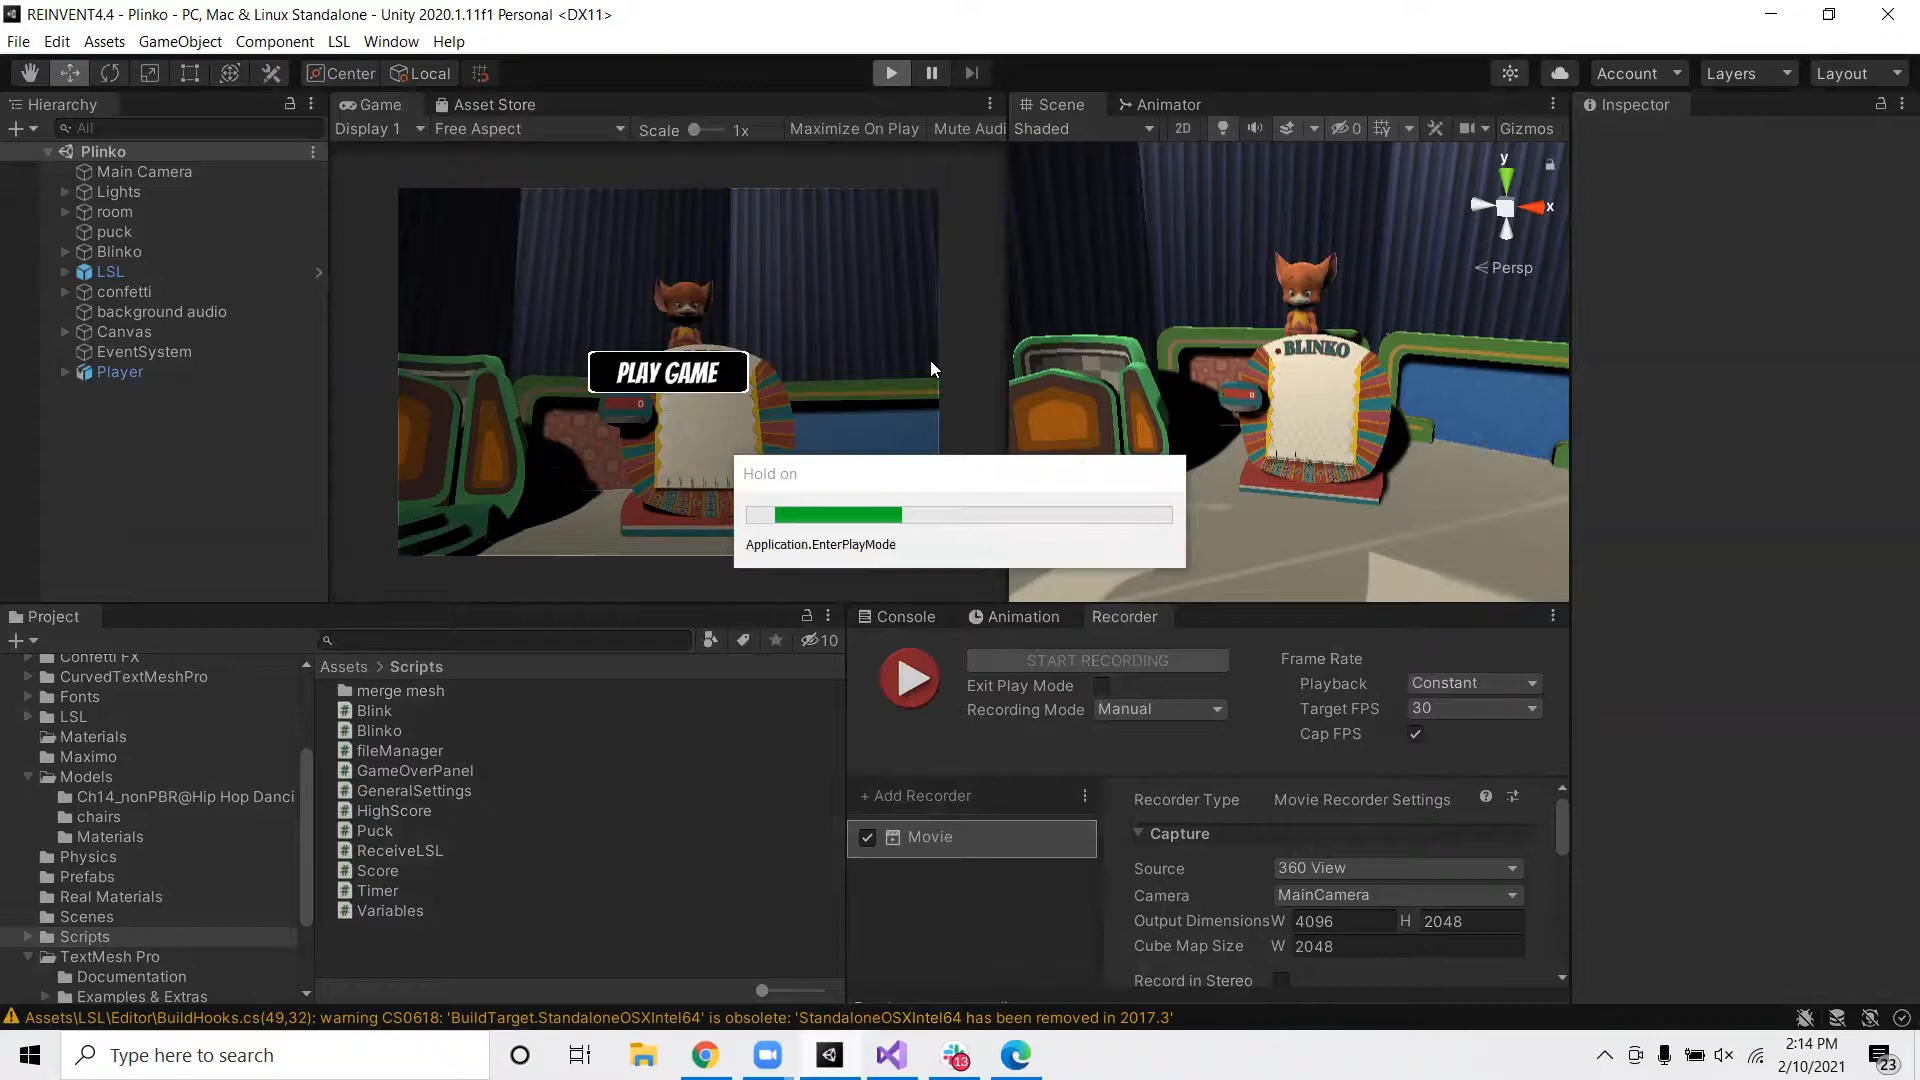 REINVENT4.4 - Plinko - PC, Mac & Linux Standalone - Unity 2020.1.11f1 Personal <DX11>
File Edit Assets GameObject Component LSL Window Help
Center Local Account Layers Layout
Hierarchy
All
Plinko
Main Camera
Lights
room
puck
Blinko
LSL
confetti
background audio
Canvas
EventSystem
Player
Game Asset Store
Display 1 Free Aspect Scale 1x Maximize On Play Mute Audi
PLAY GAME
0
Scene Animator
Shaded 2D 0 Gizmos
y
x
Persp
BLINKO
0
Inspector
Hold on
Application.EnterPlayMode
Project
10
Confetti FX
CurvedTextMeshPro
Fonts
LSL
Materials
Maximo
Models
Ch14_nonPBR@Hip Hop Danci
chairs
Materials
Physics
Prefabs
Real Materials
Scenes
Scripts
TextMesh Pro
Documentation
Examples & Extras
Assets > Scripts
merge mesh
Blink
Blinko
fileManager
GameOverPanel
GeneralSettings
HighScore
Puck
ReceiveLSL
Score
Timer
Variables
Console Animation Recorder
START RECORDING
Exit Play Mode
Recording Mode Manual
Frame Rate
Playback Constant
Target FPS 30
Cap FPS
+ Add Recorder
Movie
Recorder Type Movie Recorder Settings
Capture
Source 360 View
Camera MainCamera
Output Dimensions W 4096 H 2048
Cube Map Size W 2048
Record in Stereo
Assets\LSL\Editor\BuildHooks.cs(49,32): warning CS0618: 'BuildTarget.StandaloneOSXIntel64' is obsolete: 'StandaloneOSXIntel64 has been removed in 2017.3'
Type here to search
13
2:14 PM
2/10/2021
23